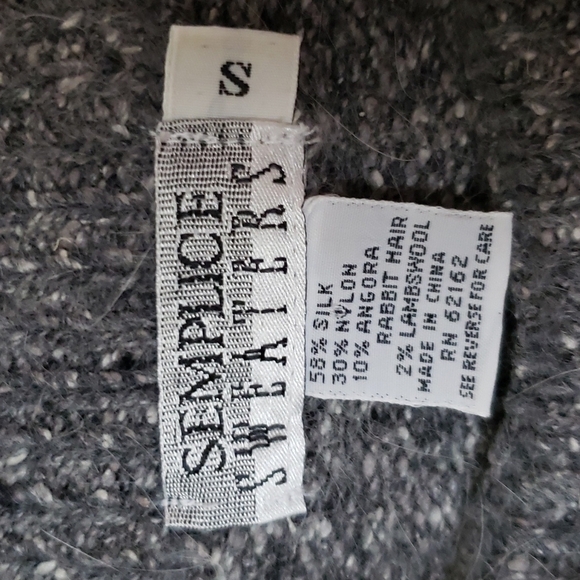 SEMPLICE
SWEATERS
S
58% SILK
30% NYLON
10% ANGORA
RABBIT HAIR
2% LAMBSWOOL
MADE IN CHINA
RN 62162
SEE REVERSE FOR CARE